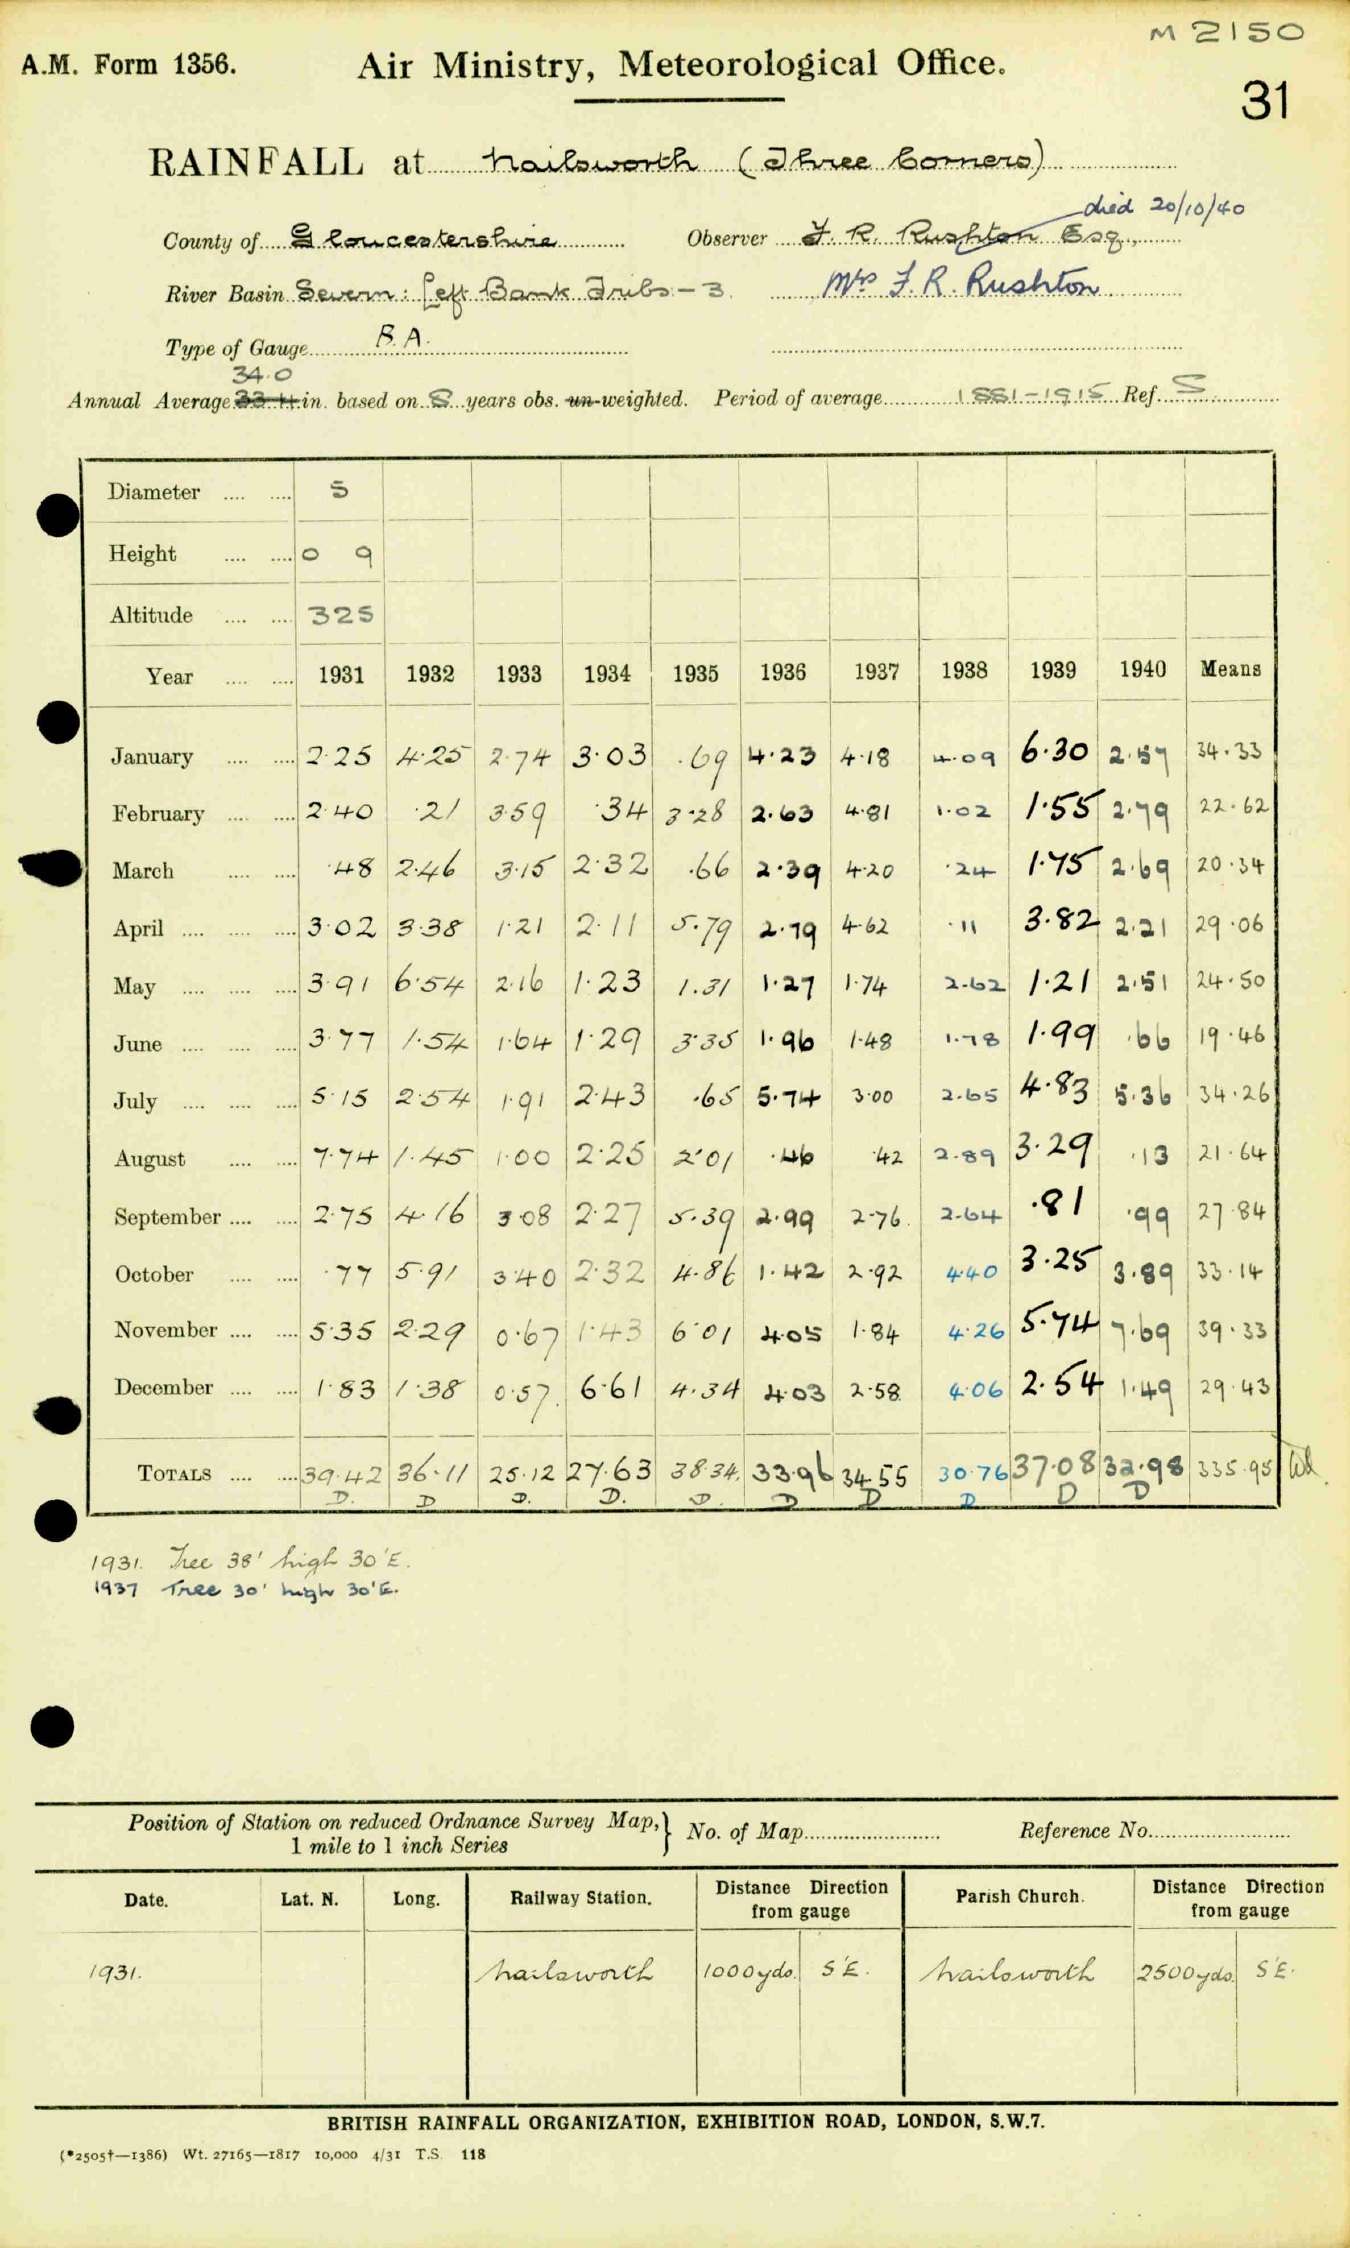 M 2150
A.M. Form 1356.
Air Ministry, Meteorological Office.
31
RAINFALL at Nailsworth (Three Corners)
died 20/10/40
County of Gloucestershire Observer F. R. Rushton Esq.,
River Basin Severn: Left Bank Tribs - 3. Mrs F. R. Rushton
Type of Gauge B.A.
34.0
Annual Average 33.4 in. based on 8 years obs. un-weighted. Period of average 1881-1915 Ref. S
Diameter 5
Height 0 9
Altitude 325
Year 1931 1932 1933 1934 1935 1936 1937 1938 1939 1940 Means
January 2.25 4.25 2.74 3.03 .69 4.23 4.18 4.09 6.30 2.57 34.33
February 2.40 .21 3.59 .34 3.28 2.63 4.81 1.02 1.55 2.79 22.62
March .48 2.46 3.15 2.32 .66 2.39 4.20 .24 1.75 2.69 20.34
April 3.02 3.38 1.21 2.11 5.79 2.79 4.62 .11 3.82 2.21 29.06
May 3.91 6.54 2.16 1.23 1.31 1.27 1.74 2.62 1.21 2.51 24.50
June 3.77 1.54 1.64 1.29 3.35 1.96 1.48 1.78 1.99 .66 19.46
July 5.15 2.54 1.91 2.43 .65 5.74 3.00 2.65 4.83 5.36 34.26
August 7.74 1.45 1.00 2.25 2.01 .46 .42 2.89 3.29 .13 21.64
September 2.75 4.16 3.08 2.27 5.39 2.99 2.76 2.64 .81 .99 27.84
October .77 5.91 3.40 2.32 4.86 1.42 2.92 4.40 3.25 3.89 33.14
November 5.35 2.29 0.67 1.43 6.01 4.05 1.84 4.26 5.74 7.69 39.33
December 1.83 1.38 0.57 6.61 4.34 4.03 2.58 4.06 2.54 1.49 29.43
TOTALS 39.42 36.11 25.12 27.63 38.34 33.96 34.55 30.76 37.08 32.98 335.95
D. D D. D. D. D D D D D
1931. Tree 38' high 30'E.
1937 Tree 30' high 30'E.
Position of Station on reduced Ordnance Survey Map, 1 mile to 1 inch Series } No. of Map Reference No.
Date. Lat. N. Long. Railway Station. Distance Direction from gauge Parish Church. Distance Direction from gauge
1931. Nailsworth 1000yds. S'E. Nailsworth 2500yds. S'E.
BRITISH RAINFALL ORGANIZATION, EXHIBITION ROAD, LONDON, S.W.7.
(*2505†—1386) Wt. 27165—1817 10,000 4/31 T.S. 118